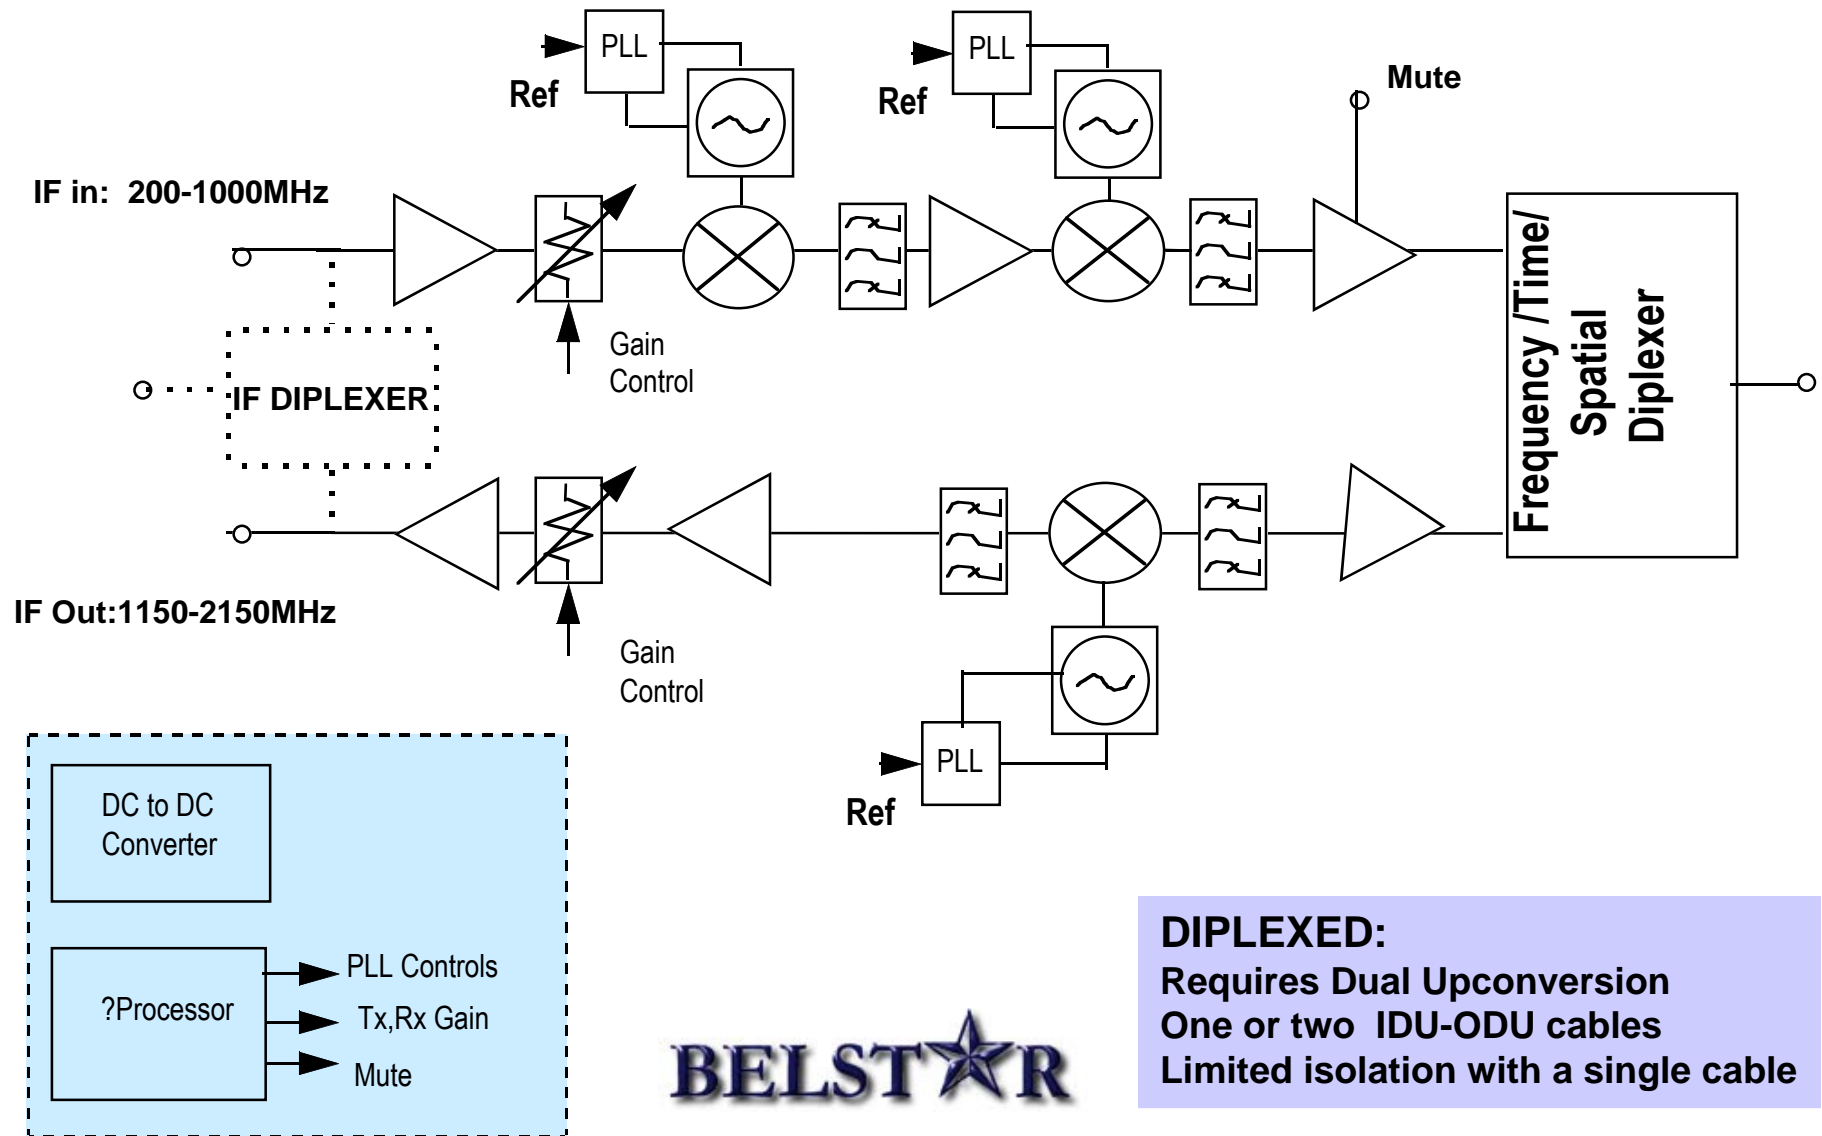 PLL
PLL
Ref
Ref
Mute
IF in: 200-1000MHz
Gain
Control
IF DIPLEXER
Frequency /Time/
Spatial
Diplexer
IF Out:1150-2150MHz
Gain
Control
PLL
Ref
DC to DC
Converter
?Processor
PLL Controls
Tx,Rx Gain
Mute
BELST★R
DIPLEXED:
Requires Dual Upconversion
One or two IDU-ODU cables
Limited isolation with a single cable